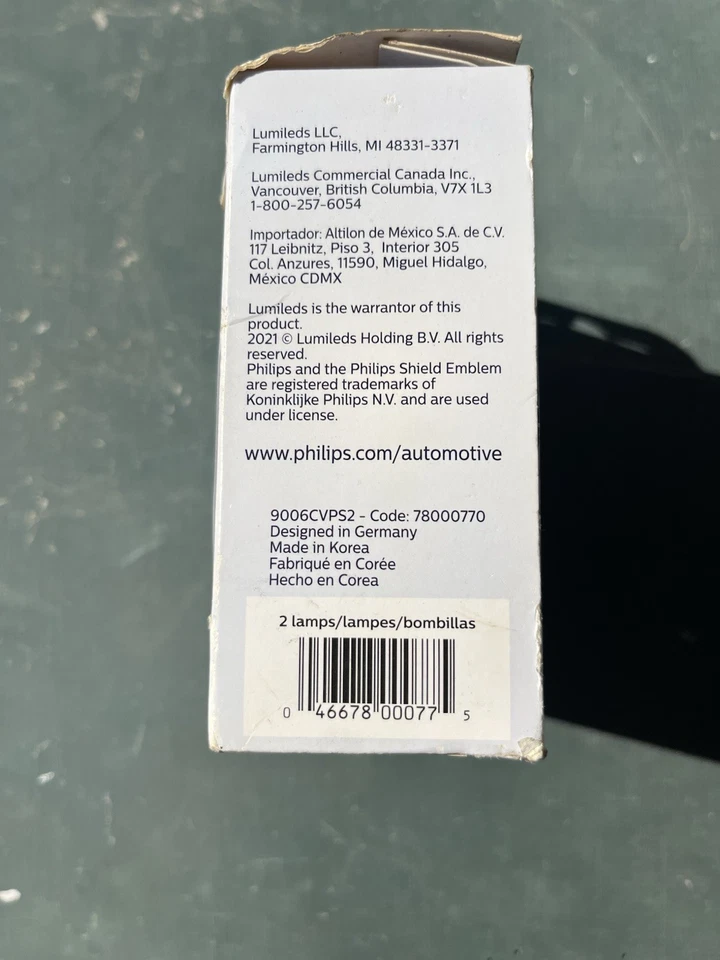 Lumileds LLC,
Farmington Hills, MI 48331-3371
Lumileds Commercial Canada Inc.,
Vancouver, British Columbia, V7X 1L3
1-800-257-6054
Importador: Altilon de México S.A. de C.V.
117 Leibnitz, Piso 3, Interior 305
Col. Anzures, 11590, Miguel Hidalgo,
México CDMX
Lumileds is the warrantor of this
product.
2021 © Lumileds Holding B.V. All rights
reserved.
Philips and the Philips Shield Emblem
are registered trademarks of
Koninklijke Philips N.V. and are used
under license.
www.philips.com/automotive
9006CVPS2 - Code: 78000770
Designed in Germany
Made in Korea
Fabriqué en Corée
Hecho en Corea
2 lamps/lampes/bombillas
0 46678 00077 5